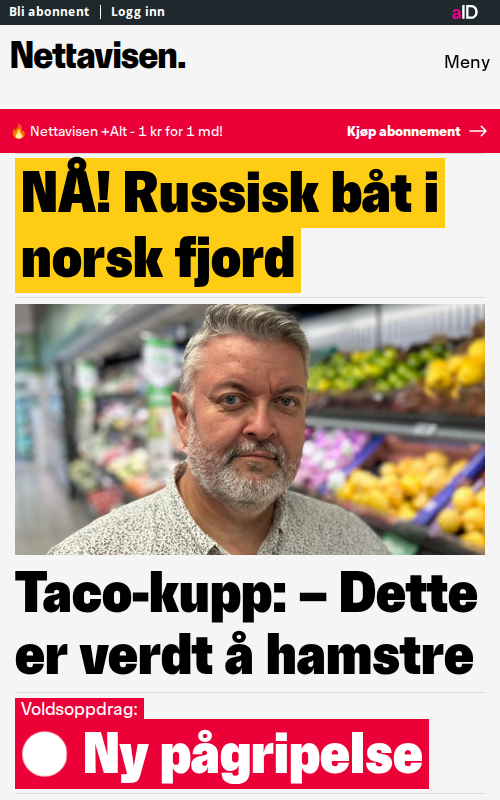 Bli abonnent | Logg inn
aID
Nettavisen.
Meny
🔥 Nettavisen +Alt - 1 kr for 1 md!
Kjøp abonnement →
NÅ! Russisk båt i
norsk fjord
Taco-kupp: – Dette
er verdt å hamstre
Voldsoppdrag:
Ny pågripelse